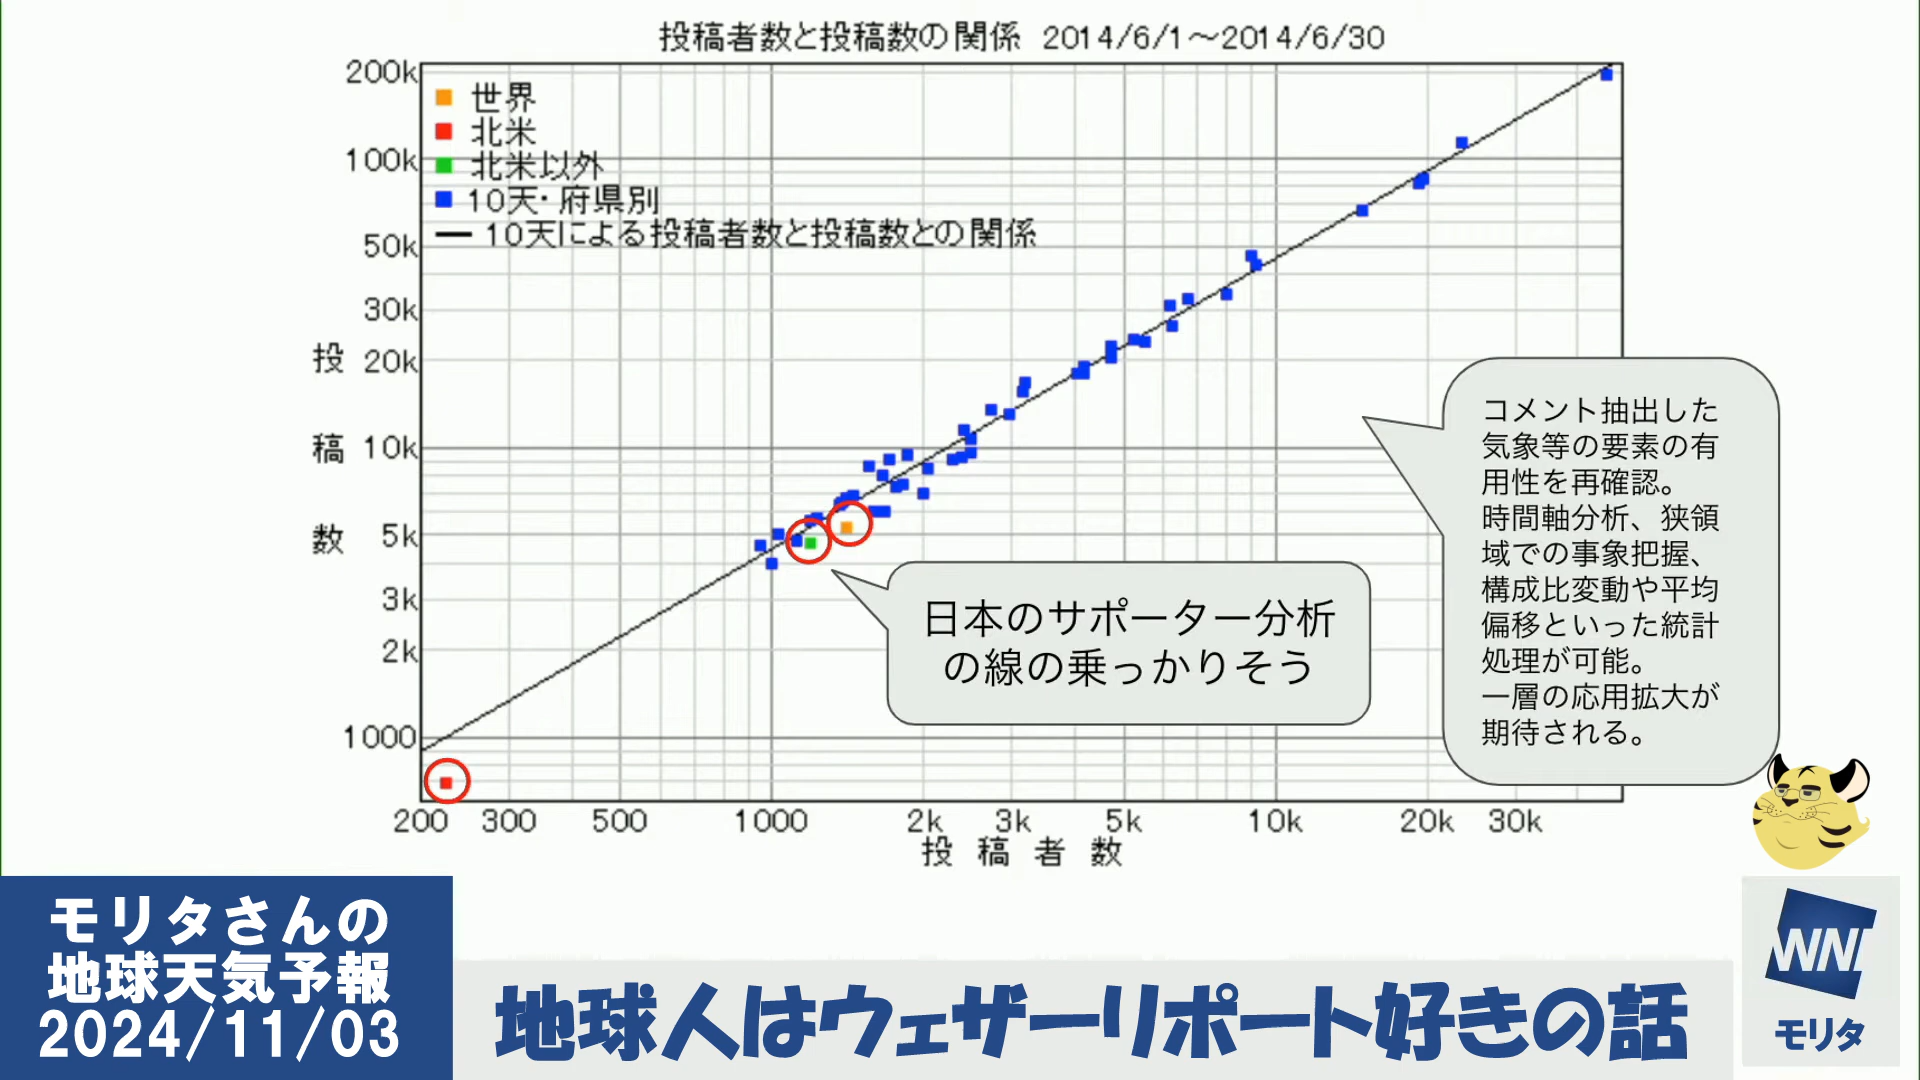 投稿者数と投稿数の関係 2014/6/1～2014/6/30
200k
100k
50k
30k
20k
10k
5k
3k
2k
1000
世界
北米
北米以外
10天・府県別
10天による投稿者数と投稿数との関係
投
稿
数
コメント抽出した
気象等の要素の有
用性を再確認。
時間軸分析、狭領
域での事象把握、
構成比変動や平均
偏移といった統計
処理が可能。
一層の応用拡大が
期待される。
日本のサポーター分析
の線の乗っかりそう
200 300 500 1000 2k 3k 5k 10k 20k 30k
投稿者数
モリタさんの
地球天気予報
2024/11/03
地球人はウェザーリポート好きの話
WNI
モリタ